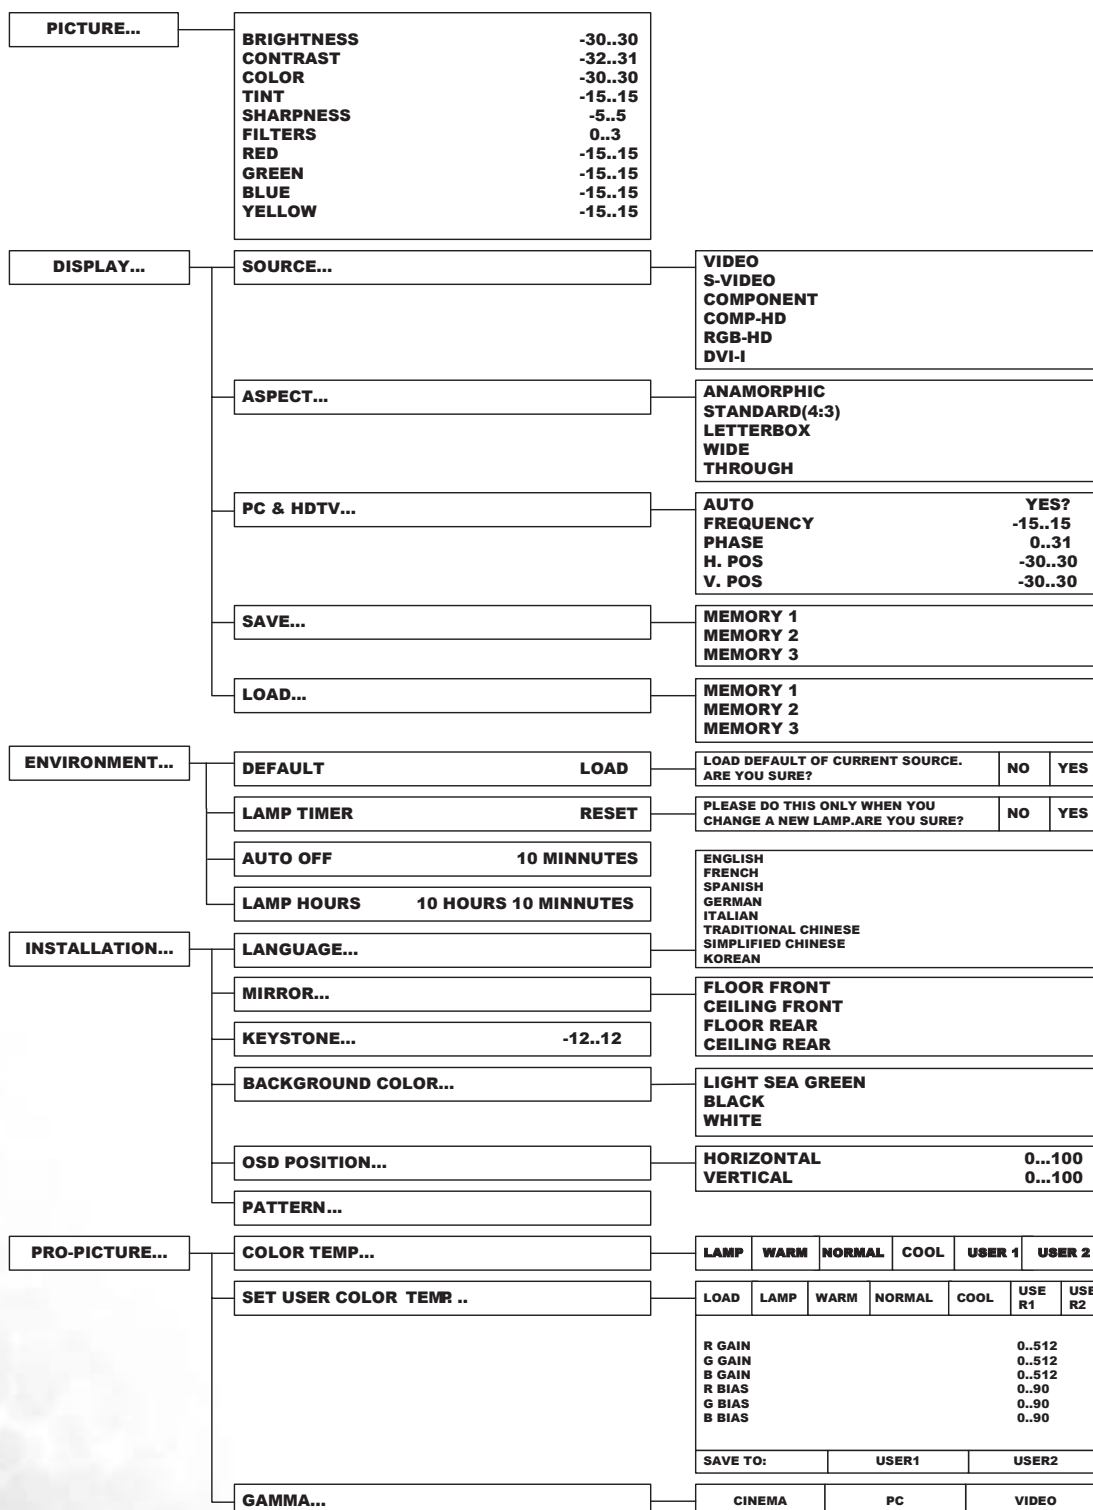 PICTURE...
BRIGHTNESS -30..30
CONTRAST -32..31
COLOR -30..30
TINT -15..15
SHARPNESS -5..5
FILTERS 0..3
RED -15..15
GREEN -15..15
BLUE -15..15
YELLOW -15..15
DISPLAY...
SOURCE...
VIDEO
S-VIDEO
COMPONENT
COMP-HD
RGB-HD
DVI-I
ASPECT...
ANAMORPHIC
STANDARD(4:3)
LETTERBOX
WIDE
THROUGH
PC & HDTV...
AUTO YES?
FREQUENCY -15..15
PHASE 0..31
H. POS -30..30
V. POS -30..30
SAVE...
MEMORY 1
MEMORY 2
MEMORY 3
LOAD...
MEMORY 1
MEMORY 2
MEMORY 3
ENVIRONMENT...
DEFAULT LOAD
LOAD DEFAULT OF CURRENT SOURCE.
ARE YOU SURE?
NO YES
LAMP TIMER RESET
PLEASE DO THIS ONLY WHEN YOU
CHANGE A NEW LAMP.ARE YOU SURE?
NO YES
AUTO OFF 10 MINNUTES
LAMP HOURS 10 HOURS 10 MINNUTES
INSTALLATION...
LANGUAGE...
ENGLISH
FRENCH
SPANISH
GERMAN
ITALIAN
TRADITIONAL CHINESE
SIMPLIFIED CHINESE
KOREAN
MIRROR...
FLOOR FRONT
CEILING FRONT
FLOOR REAR
CEILING REAR
KEYSTONE... -12..12
BACKGROUND COLOR...
LIGHT SEA GREEN
BLACK
WHITE
OSD POSITION...
HORIZONTAL 0...100
VERTICAL 0...100
PATTERN...
PRO-PICTURE...
COLOR TEMP...
LAMP WARM NORMAL COOL USER 1 USER 2
SET USER COLOR TEMP...
LOAD LAMP WARM NORMAL COOL USE
R1 USE
R2
R GAIN 0..512
G GAIN 0..512
B GAIN 0..512
R BIAS 0..90
G BIAS 0..90
B BIAS 0..90
SAVE TO: USER1 USER2
GAMMA...
CINEMA PC VIDEO